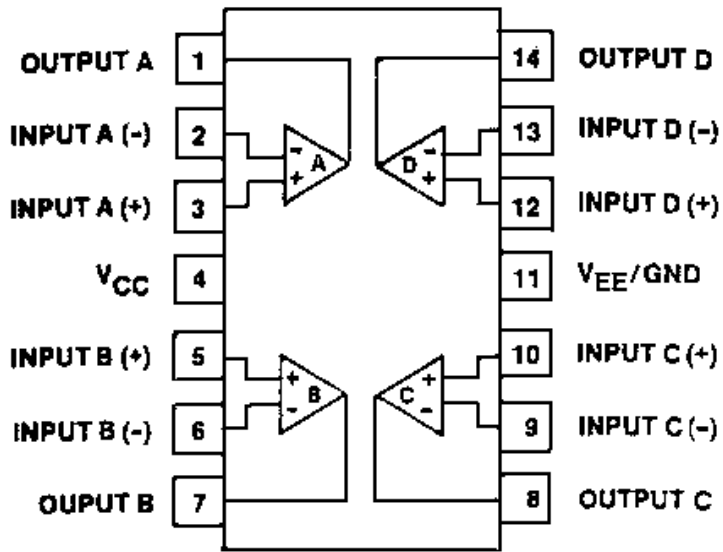 OUTPUT A 1 14 OUTPUT D
INPUT A (-) 2 13 INPUT D (-)
- A D -
+ +
INPUT A (+) 3 12 INPUT D (+)
VCC 4 11 VEE/GND
INPUT B (+) 5 10 INPUT C (+)
+ B C +
- -
INPUT B (-) 6 9 INPUT C (-)
OUPUT B 7 8 OUTPUT C